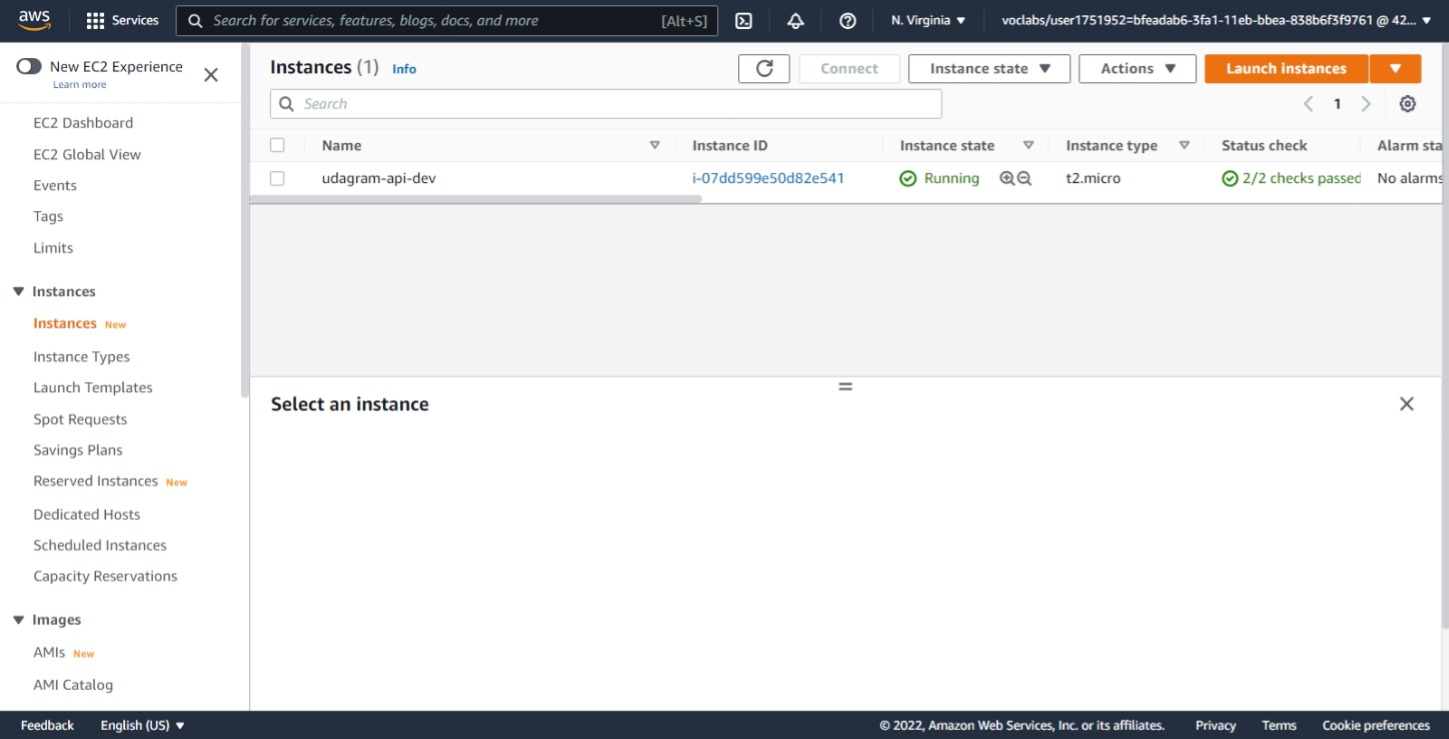 aws Services Search for services, features, blogs, docs, and more [Alt+S] N. Virginia voclabs/user1751952=bfeadab6-3fa1-11eb-bbea-838b6f3f9761 @ 42...
New EC2 Experience
Learn more
EC2 Dashboard
EC2 Global View
Events
Tags
Limits
Instances
Instances New
Instance Types
Launch Templates
Spot Requests
Savings Plans
Reserved Instances New
Dedicated Hosts
Scheduled Instances
Capacity Reservations
Images
AMIs New
AMI Catalog
Instances (1) Info Connect Instance state Actions Launch instances
Search 1
Name Instance ID Instance state Instance type Status check Alarm sta
udagram-api-dev i-07dd599e50d82e541 Running t2.micro 2/2 checks passed No alarms
Select an instance
Feedback English (US) © 2022, Amazon Web Services, Inc. or its affiliates. Privacy Terms Cookie preferences